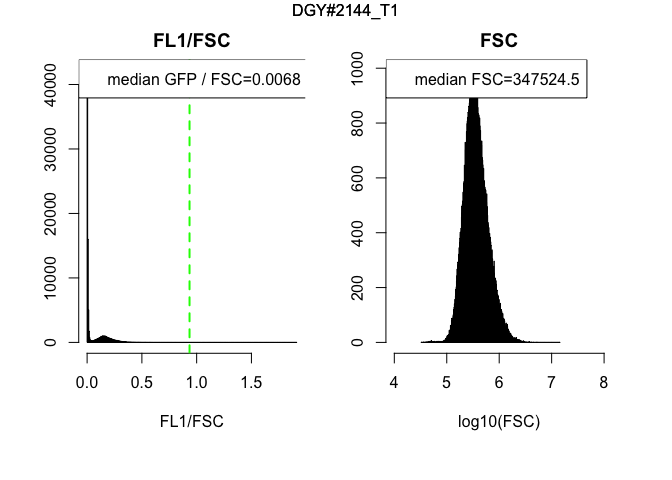 DGY#2144_T1
FL1/FSC
median GFP / FSC=0.0068
40000
30000
20000
10000
0
0.0 0.5 1.0 1.5
FL1/FSC
FSC
median FSC=347524.5
1000
800
600
400
200
0
4 5 6 7 8
log10(FSC)